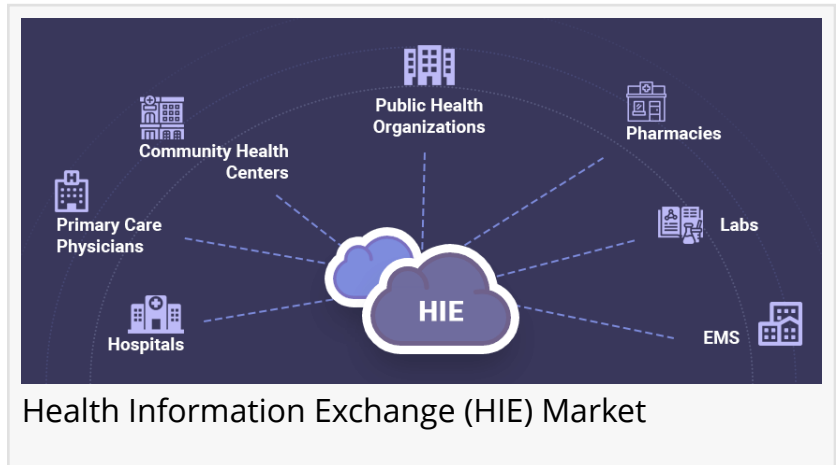 Public Health
Organizations
Pharmacies
Community Health
Centers
H
Primary Care
Physicians
Labs
HIE
Hospitals
EMS
Health Information Exchange (HIE) Market